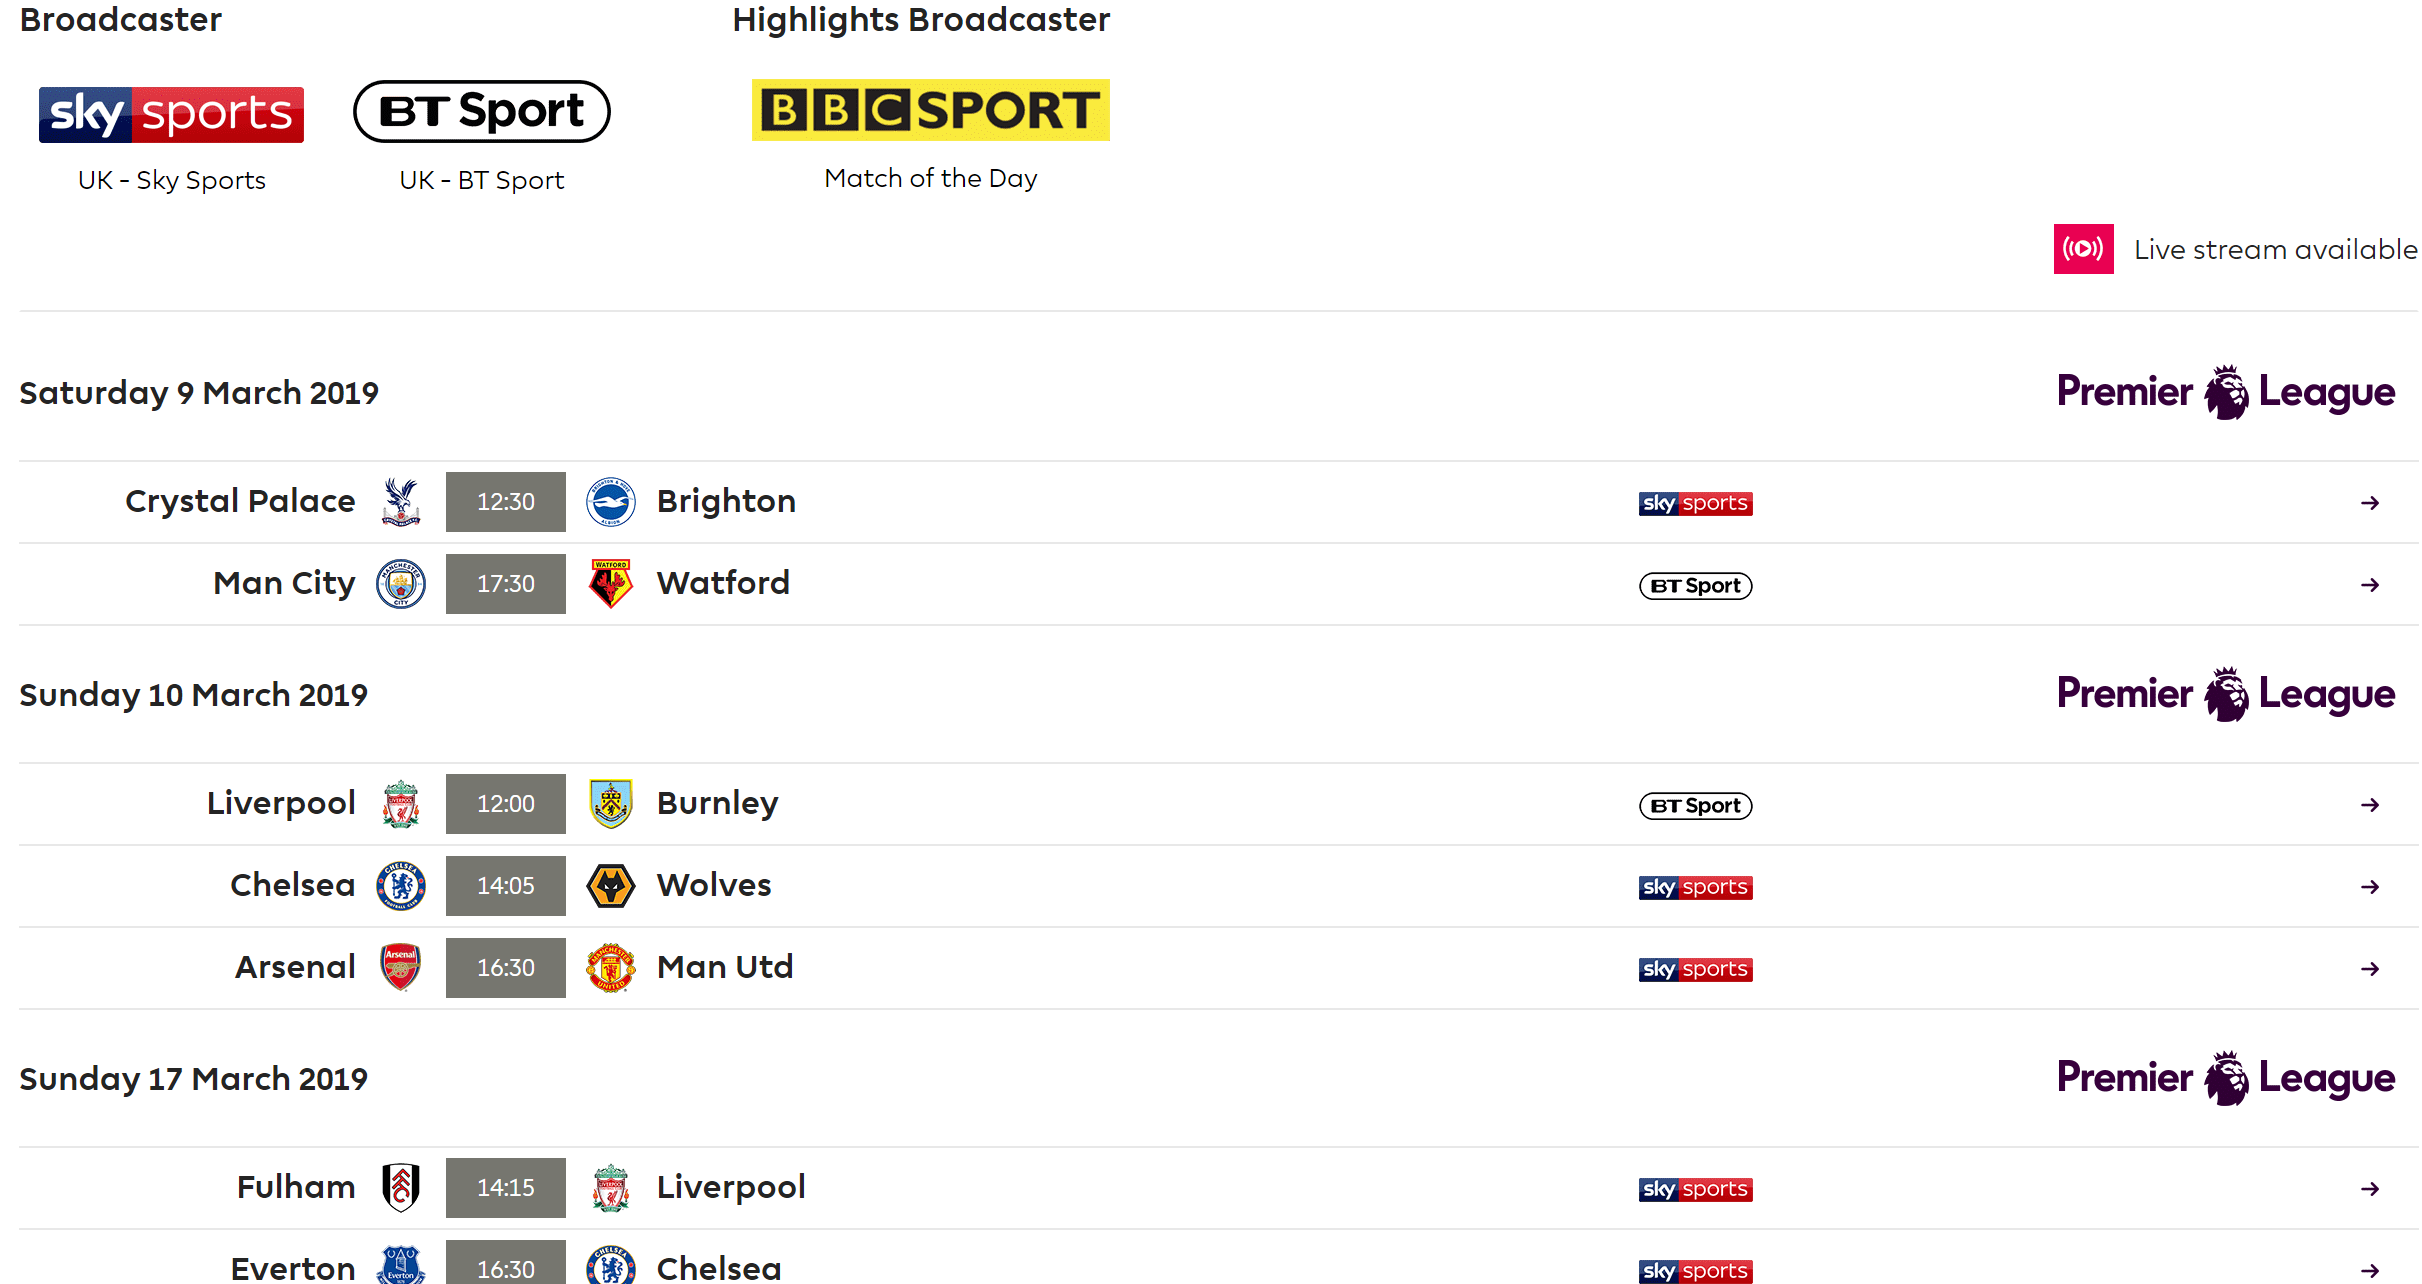 Broadcaster
Highlights Broadcaster
sky sports
BT Sport
BBC SPORT
UK - Sky Sports
UK - BT Sport
Match of the Day
Live stream available
Saturday 9 March 2019
Premier League
Crystal Palace 12:30 Brighton sky sports
Man City 17:30 Watford BT Sport
Sunday 10 March 2019
Premier League
Liverpool 12:00 Burnley BT Sport
Chelsea 14:05 Wolves sky sports
Arsenal 16:30 Man Utd sky sports
Sunday 17 March 2019
Premier League
Fulham 14:15 Liverpool sky sports
Everton 16:30 Chelsea sky sports